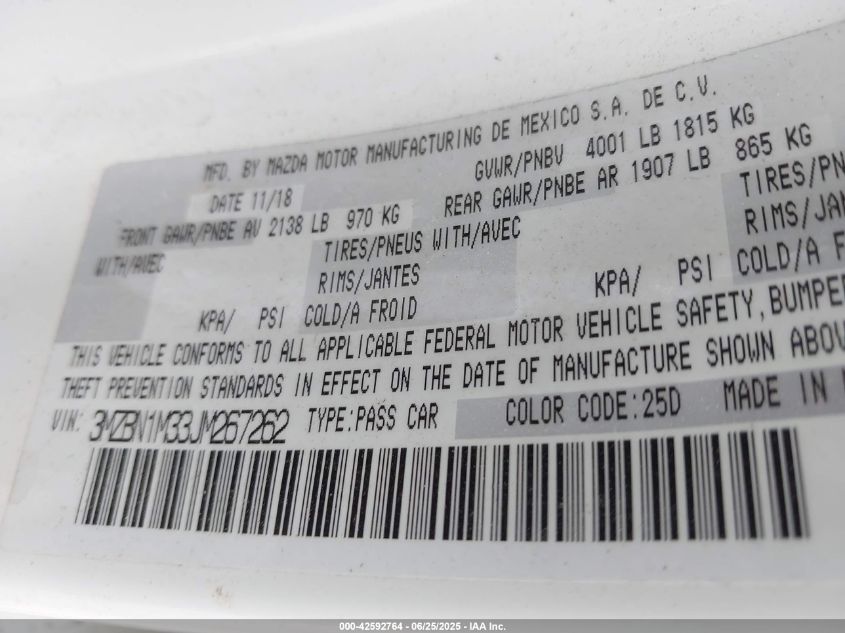 MFD. BY MAZDA MOTOR MANUFACTURING DE MEXICO S.A. DE C.V.
DATE 11/18 GVWR/PNBV 4001 LB 1815 KG
FRONT GAWR/PNBE AV 2138 LB 970 KG REAR GAWR/PNBE AR 1907 LB 865 KG
WITH/AVEC TIRES/PNEUS WITH/AVEC TIRES/PN
RIMS/JANTES RIMS/JAN
KPA/ PSI COLD/A FROID KPA/ PSI COLD/A F
THIS VEHICLE CONFORMS TO ALL APPLICABLE FEDERAL MOTOR VEHICLE SAFETY, BUMPE
THEFT PREVENTION STANDARDS IN EFFECT ON THE DATE OF MANUFACTURE SHOWN ABOV
VIN: 3MZBN1M33JM267262 TYPE:PASS CAR COLOR CODE:25D MADE IN
000-42592764 - 06/25/2025 - IAA Inc.